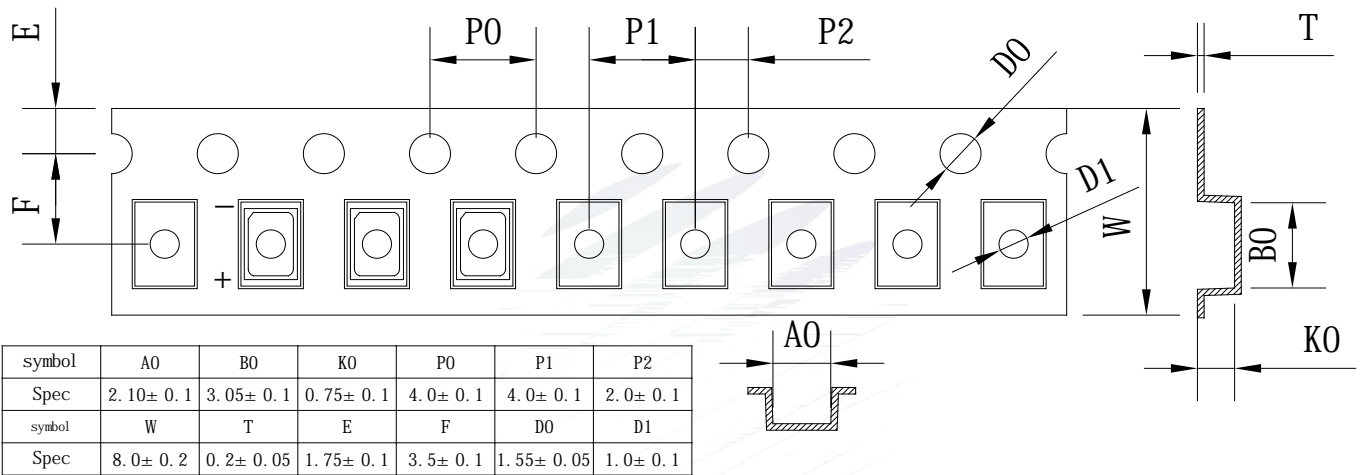 E
P0
P1
P2
D0
T
F
−
+
D1
W
B0
K0
A0
symbol A0 B0 K0 P0 P1 P2
Spec 2.10± 0.1 3.05± 0.1 0.75± 0.1 4.0± 0.1 4.0± 0.1 2.0± 0.1
symbol W T E F D0 D1
Spec 8.0± 0.2 0.2± 0.05 1.75± 0.1 3.5± 0.1 1.55± 0.05 1.0± 0.1